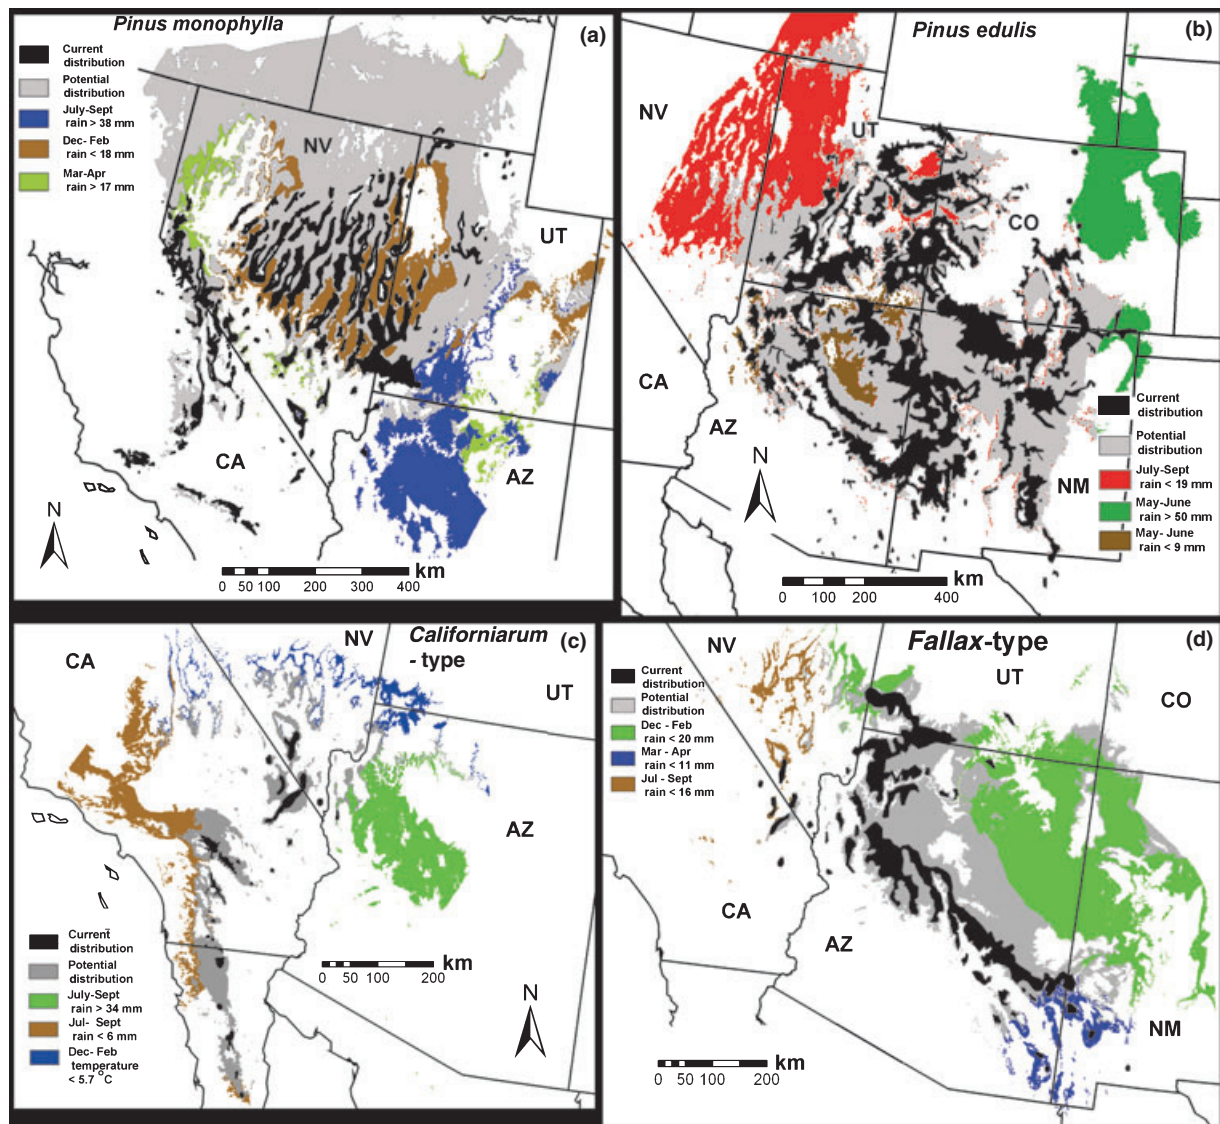 Pinus monophylla
(a)
Current
distribution
Potential
distribution
July-Sept
rain > 38 mm
Dec- Feb
rain < 18 mm
Mar-Apr
rain > 17 mm
NV
UT
CA
AZ
N
km
0 50 100 200 300 400
Pinus edulis
(b)
NV
UT
CO
CA
AZ
NM
N
Current
distribution
Potential
distribution
July-Sept
rain < 19 mm
May-June
rain > 50 mm
May- June
rain < 9 mm
km
0 100 200 400
Californiarum
- type
(c)
CA
NV
UT
AZ
Current
distribution
Potential
distribution
July-Sept
rain > 34 mm
Jul- Sept
rain < 6 mm
Dec- Feb
temperature
< 5.7 °C
km
0 50 100 200
N
Fallax-type
(d)
NV
UT
CO
CA
AZ
NM
Current
distribution
Potential
distribution
Dec - Feb
rain < 20 mm
Mar - Apr
rain < 11 mm
Jul - Sept
rain < 16 mm
km
0 50 100 200